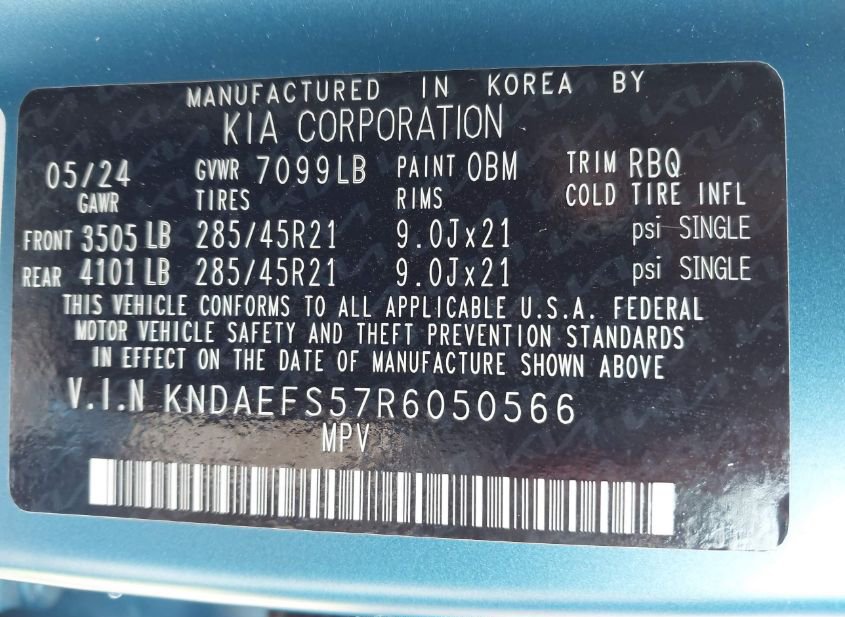 MANUFACTURED IN KOREA BY
KIA CORPORATION
05/24 GVWR 7099LB PAINT OBM TRIM RBQ
GAWR TIRES RIMS COLD TIRE INFL
FRONT 3505 LB 285/45R21 9.0Jx21 psi SINGLE
REAR 4101 LB 285/45R21 9.0Jx21 psi SINGLE
THIS VEHICLE CONFORMS TO ALL APPLICABLE U.S.A. FEDERAL
MOTOR VEHICLE SAFETY AND THEFT PREVENTION STANDARDS
IN EFFECT ON THE DATE OF MANUFACTURE SHOWN ABOVE
V.I.N KNDAEFS57R6050566
MPV